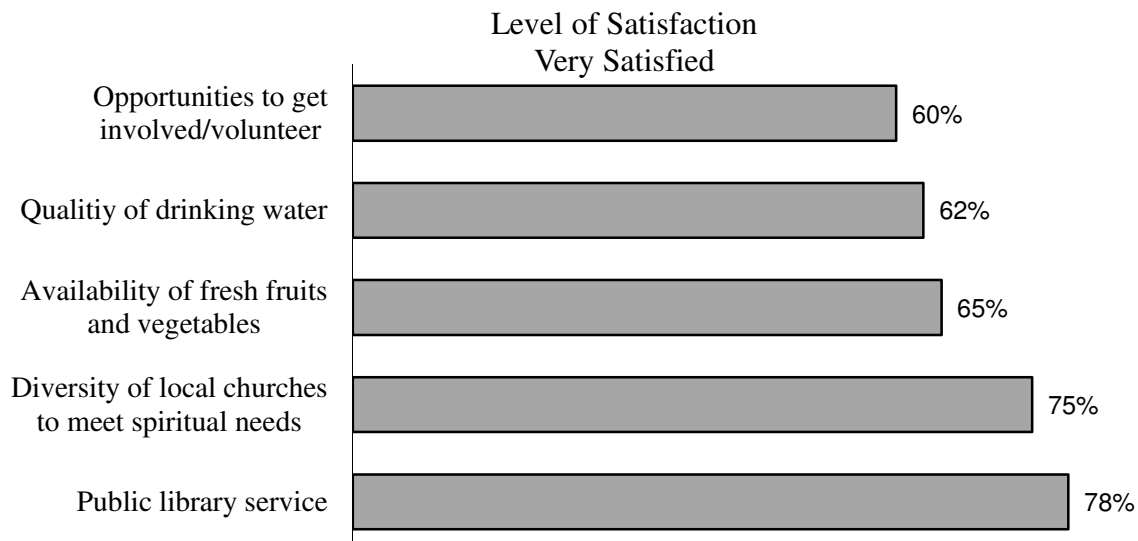 Level of Satisfaction
Very Satisfied
Opportunities to get
involved/volunteer
60%
Qualitiy of drinking water
62%
Availability of fresh fruits
and vegetables
65%
Diversity of local churches
to meet spiritual needs
75%
Public library service
78%